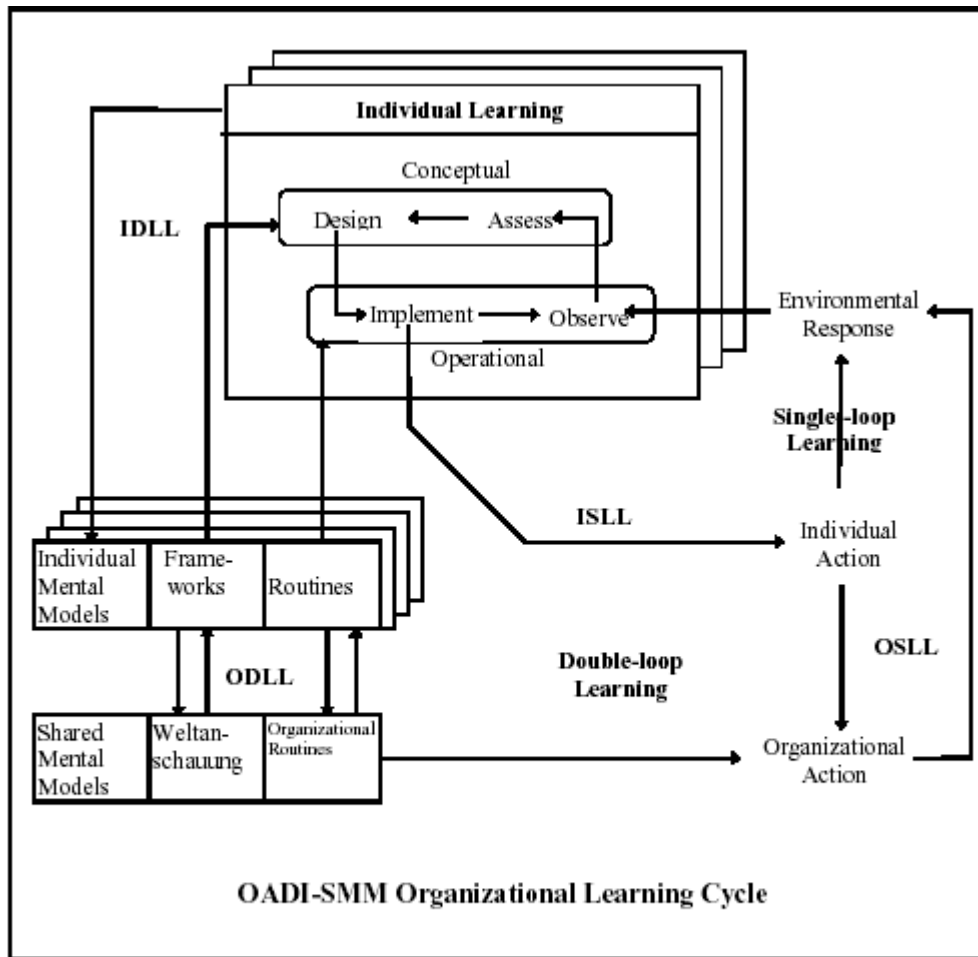 Individual Learning
Conceptual
IDLL
Design
Assess
Implement
Observe
Operational
Environmental
Response
Single-loop
Learning
ISLL
Individual
Action
Individual
Mental
Models
Frame-
works
Routines
ODLL
Double-loop
Learning
OSLL
Shared
Mental
Models
Weltan-
schauung
Organizational
Routines
Organizational
Action
OADI-SMM Organizational Learning Cycle